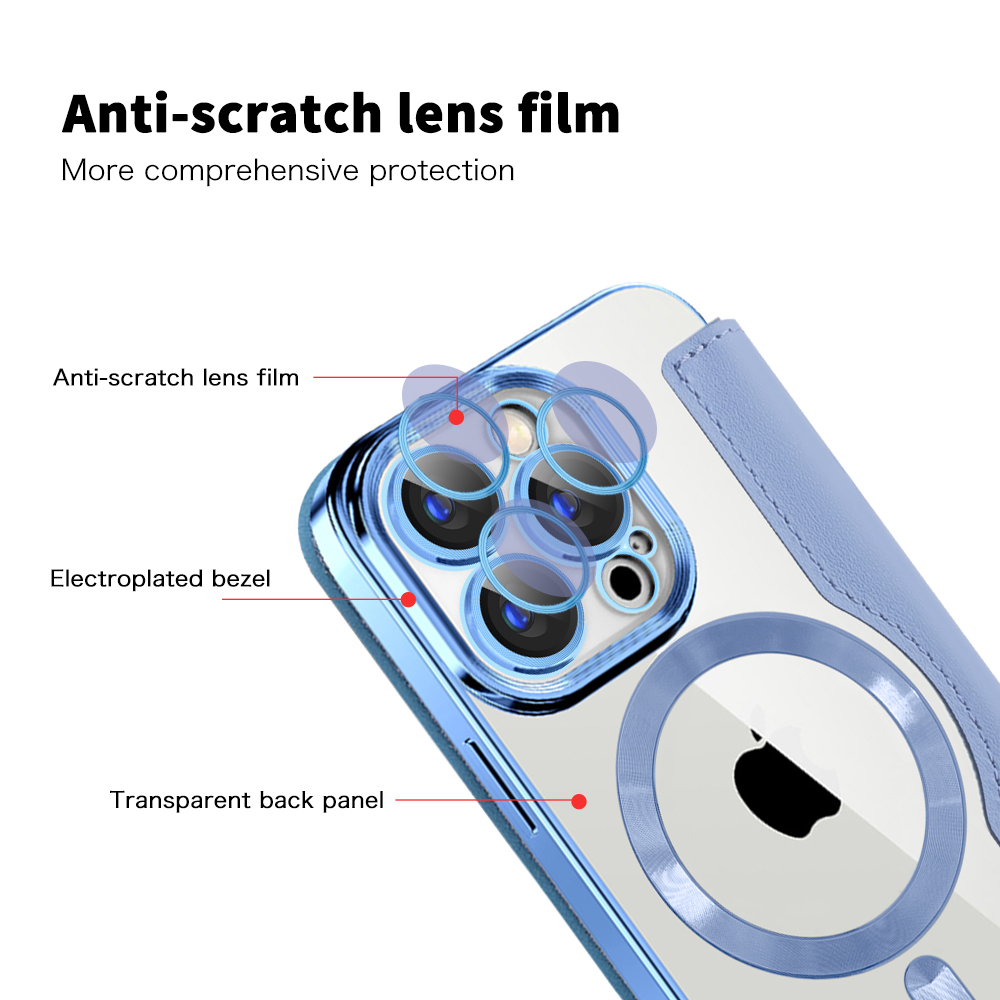 Anti-scratch lens film
More comprehensive protection
Anti-scratch lens film
Electroplated bezel
Transparent back panel